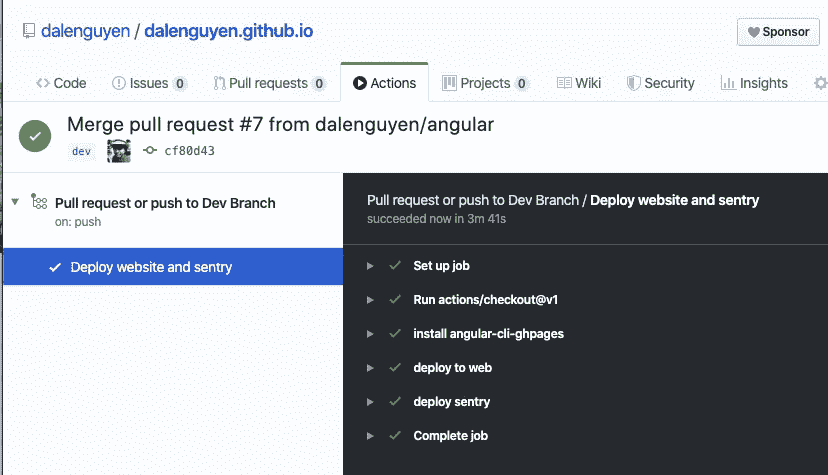 dalenguyen / dalenguyen.github.io
Sponsor
Code Issues 0 Pull requests 0 Actions Projects 0 Wiki Security Insights
Merge pull request #7 from dalenguyen/angular
dev cf80d43
Pull request or push to Dev Branch
on: push
Deploy website and sentry
Pull request or push to Dev Branch / Deploy website and sentry
succeeded now in 3m 41s
Set up job
Run actions/checkout@v1
install angular-cli-ghpages
deploy to web
deploy sentry
Complete job